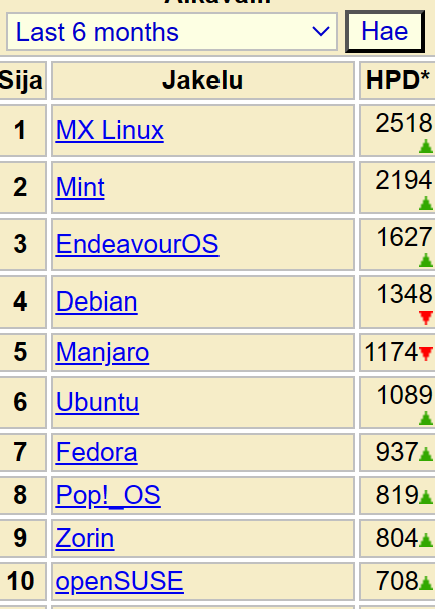 Last 6 months Hae
Sija Jakelu HPD*
1 MX Linux 2518
2 Mint 2194
3 EndeavourOS 1627
4 Debian 1348
5 Manjaro 1174
6 Ubuntu 1089
7 Fedora 937
8 Pop!_OS 819
9 Zorin 804
10 openSUSE 708